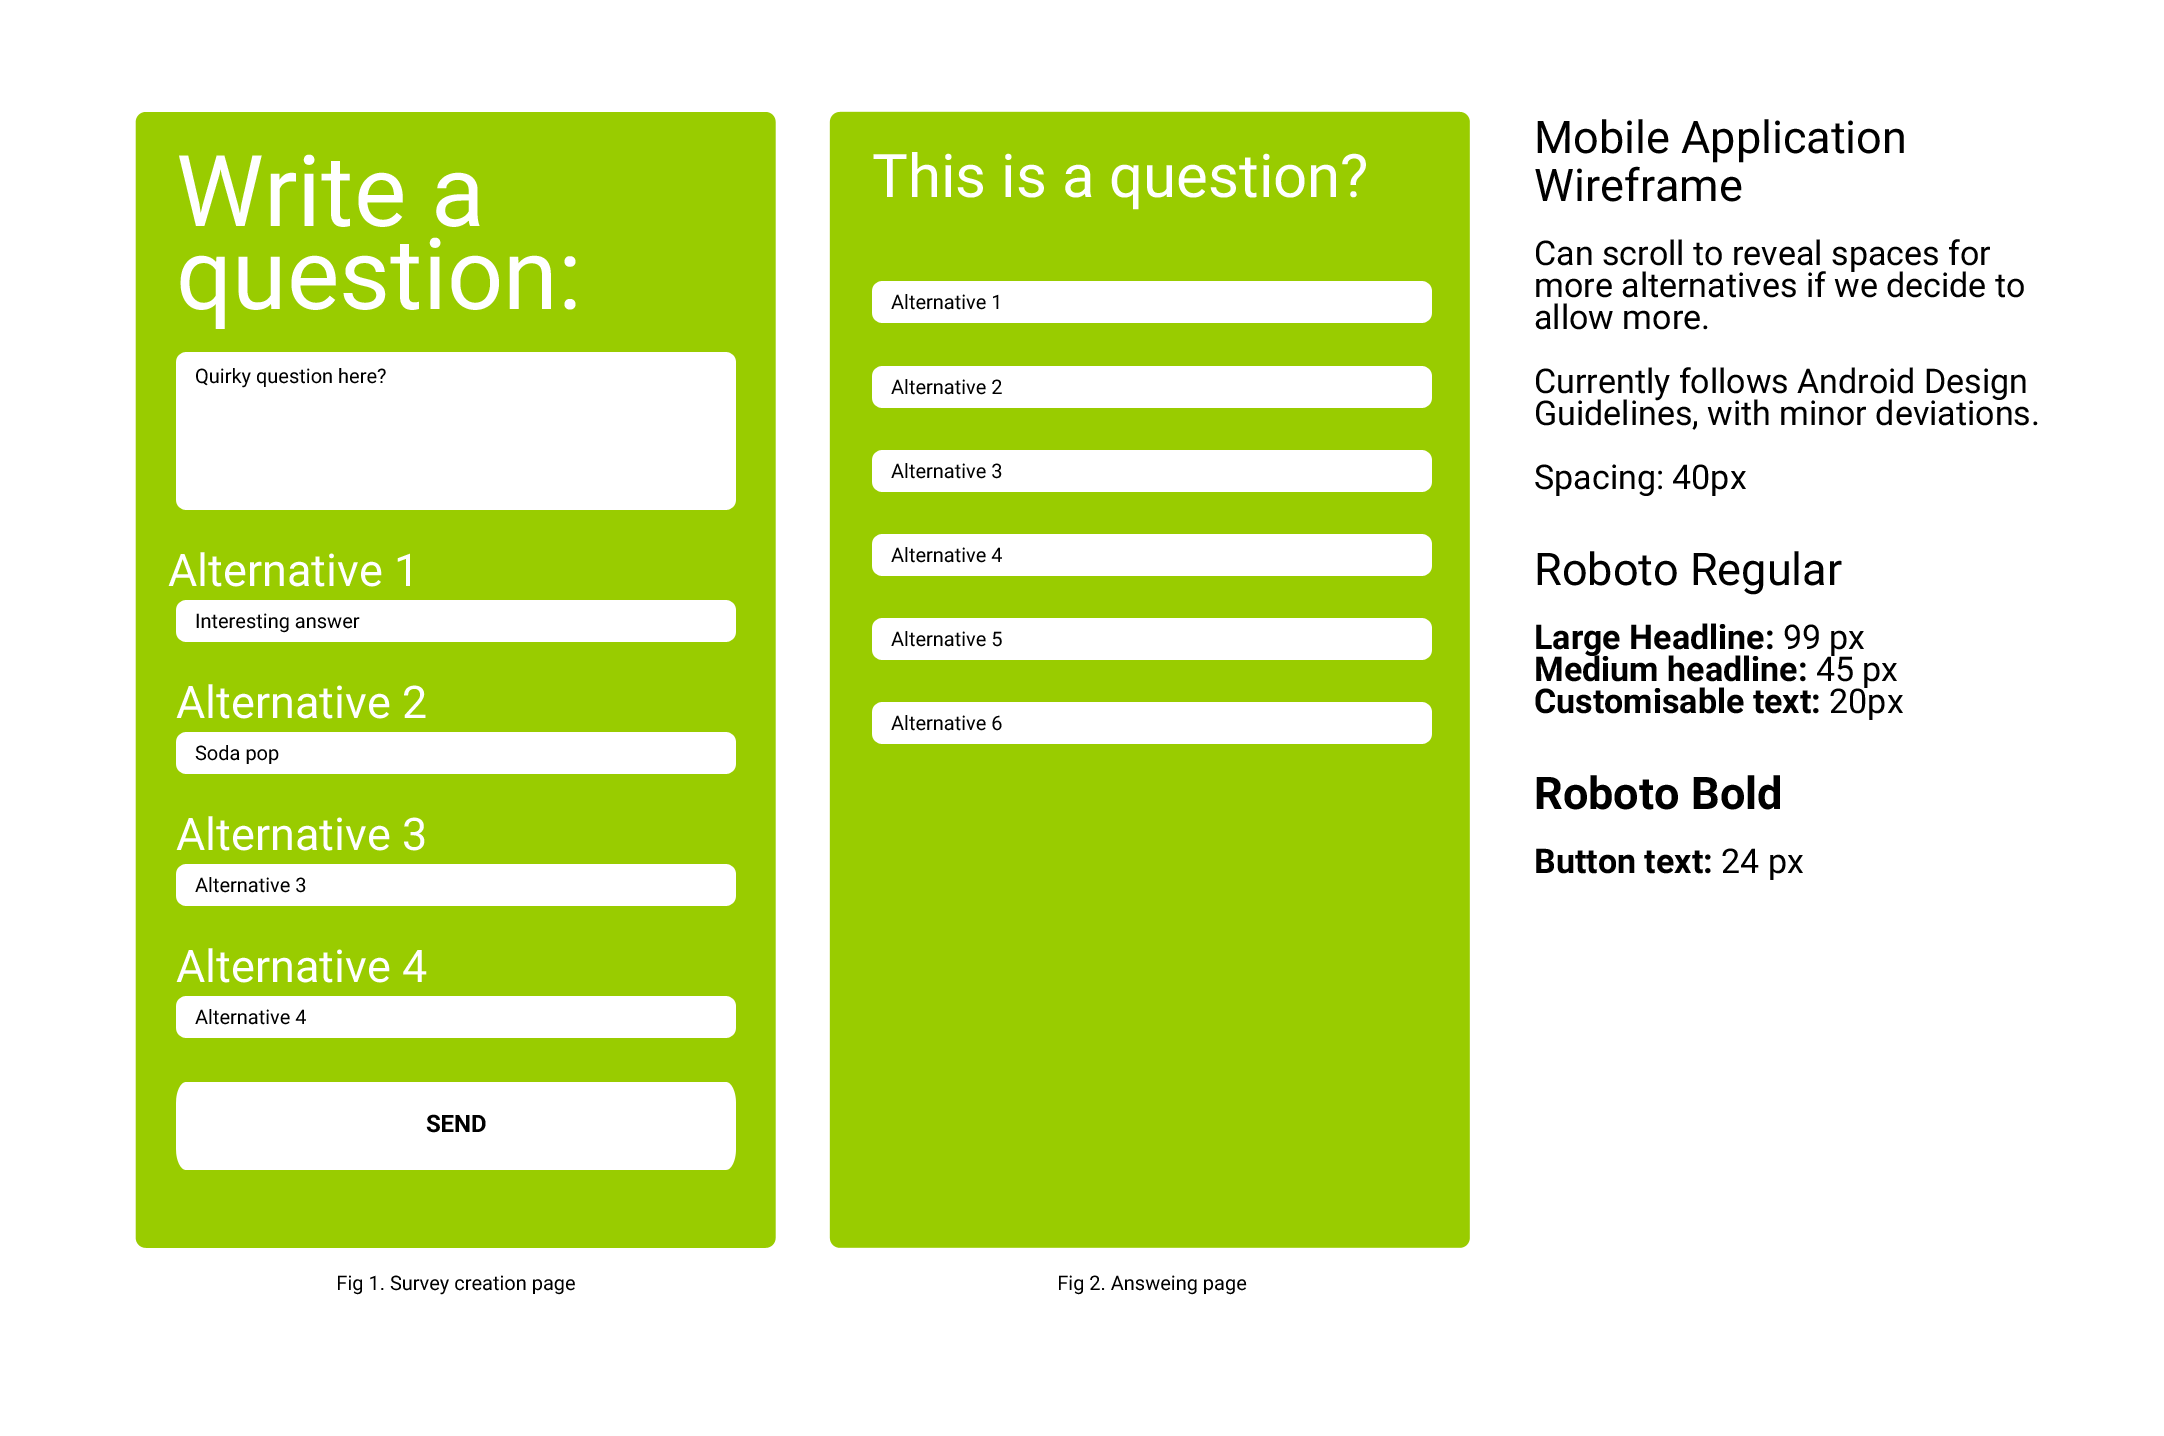 Write a
question:
Quirky question here?
Alternative 1
Interesting answer
Alternative 2
Soda pop
Alternative 3
Alternative 3
Alternative 4
Alternative 4
SEND
Fig 1. Survey creation page
This is a question?
Alternative 1
Alternative 2
Alternative 3
Alternative 4
Alternative 5
Alternative 6
Fig 2. Answeing page
Mobile Application
Wireframe
Can scroll to reveal spaces for
more alternatives if we decide to
allow more.
Currently follows Android Design
Guidelines, with minor deviations.
Spacing: 40px
Roboto Regular
Large Headline: 99 px
Medium headline: 45 px
Customisable text: 20px
Roboto Bold
Button text: 24 px